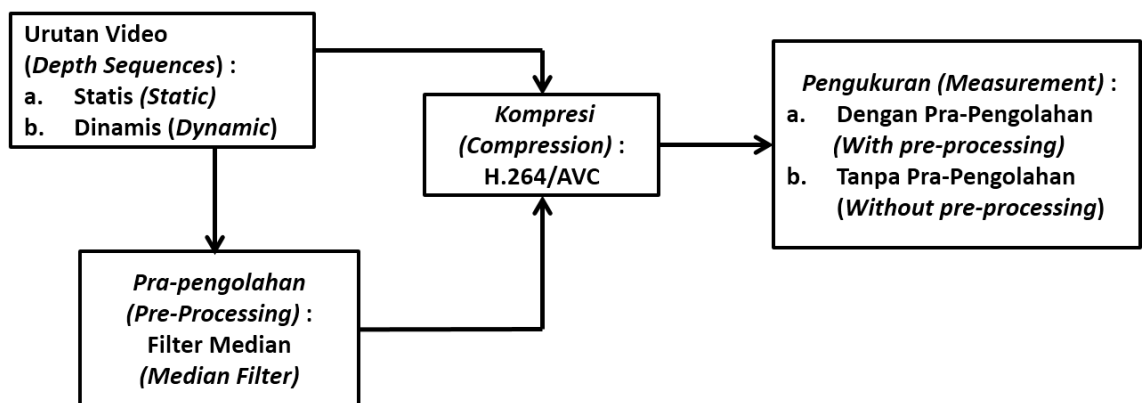 Urutan Video
(Depth Sequences) :
a. Statis (Static)
b. Dinamis (Dynamic)
Kompresi
(Compression) :
H.264/AVC
Pengukuran (Measurement) :
a. Dengan Pra-Pengolahan
(With pre-processing)
b. Tanpa Pra-Pengolahan
(Without pre-processing)
Pra-pengolahan
(Pre-Processing) :
Filter Median
(Median Filter)